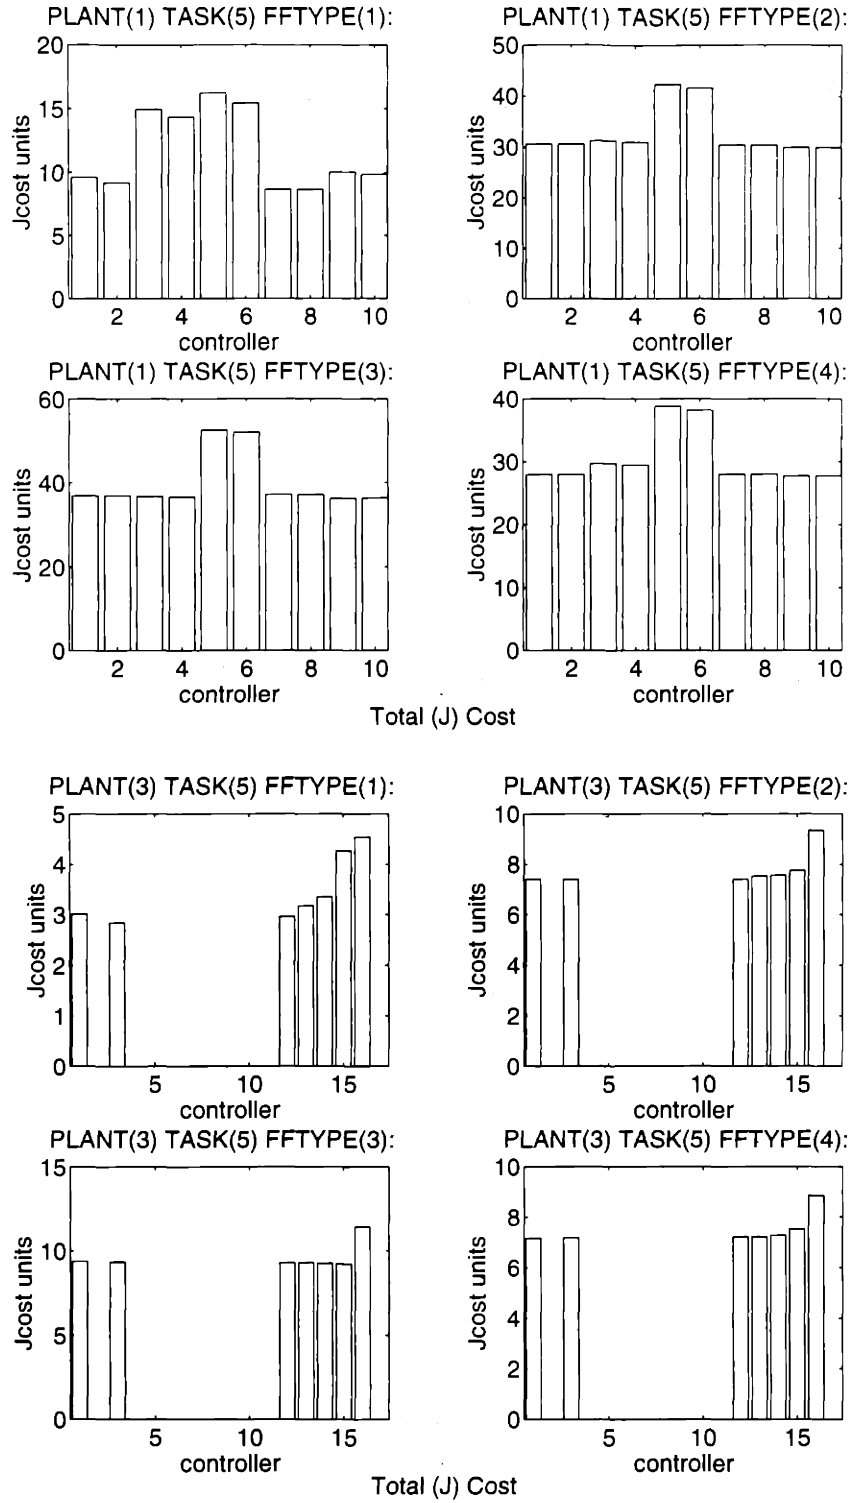 PLANT(1) TASK(5) FFTYPE(1):
20
15
10
5
0
Jcost units
2 4 6 8 10
controller
PLANT(1) TASK(5) FFTYPE(2):
50
40
30
20
10
0
Jcost units
2 4 6 8 10
controller
PLANT(1) TASK(5) FFTYPE(3):
60
40
20
0
Jcost units
2 4 6 8 10
controller
PLANT(1) TASK(5) FFTYPE(4):
40
30
20
10
0
Jcost units
2 4 6 8 10
controller
Total (J) Cost
PLANT(3) TASK(5) FFTYPE(1):
5
4
3
2
1
0
Jcost units
5 10 15
controller
PLANT(3) TASK(5) FFTYPE(2):
10
8
6
4
2
0
Jcost units
5 10 15
controller
PLANT(3) TASK(5) FFTYPE(3):
15
10
5
0
Jcost units
5 10 15
controller
PLANT(3) TASK(5) FFTYPE(4):
10
8
6
4
2
0
Jcost units
5 10 15
controller
Total (J) Cost